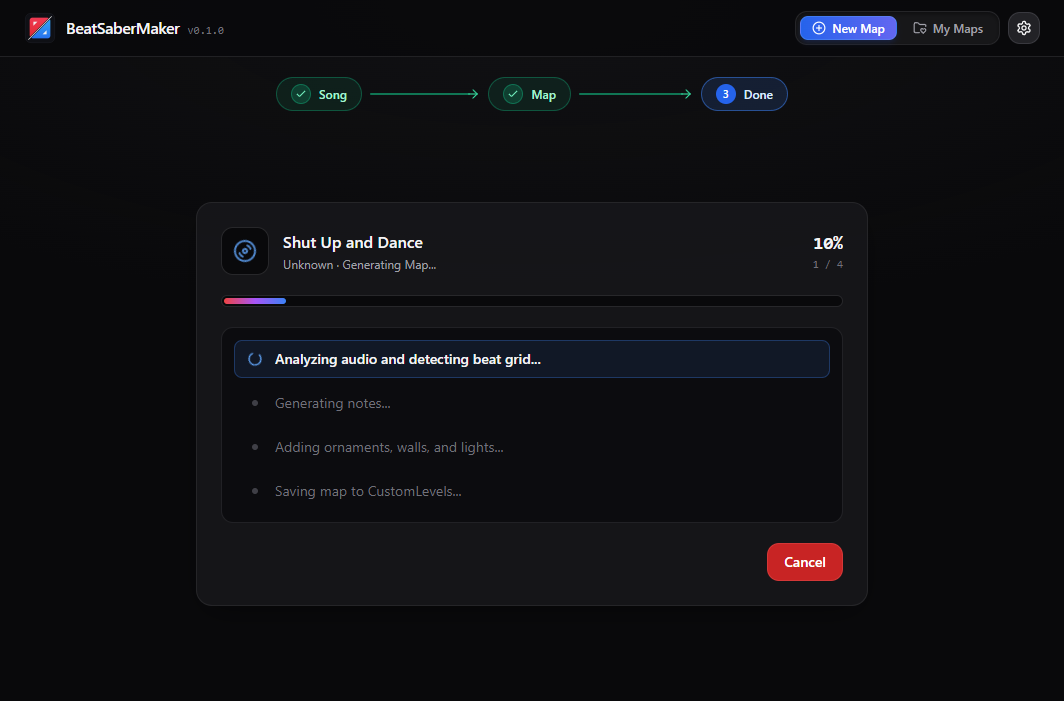 BeatSaberMaker v0.1.0
New Map
My Maps
Song
Map
3 Done
Shut Up and Dance
10%
Unknown · Generating Map...
1 / 4
Analyzing audio and detecting beat grid...
Generating notes...
Adding ornaments, walls, and lights...
Saving map to CustomLevels...
Cancel